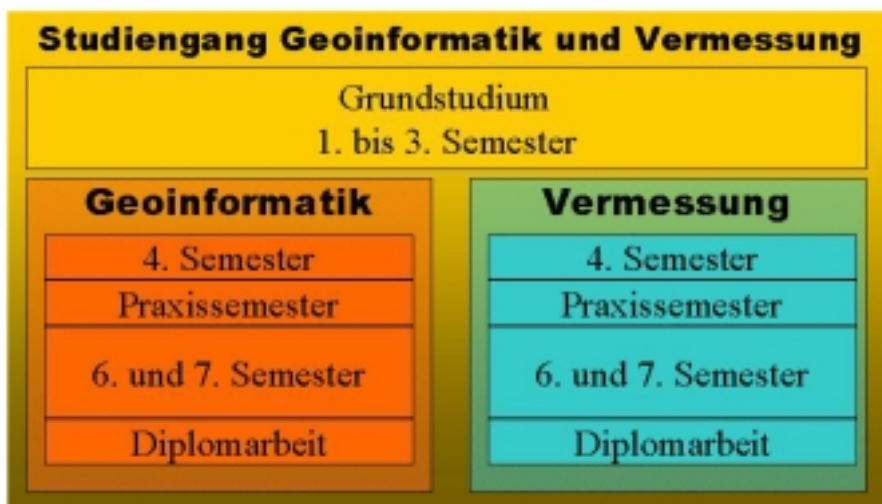 Studiengang Geoinformatik und Vermessung
Grundstudium
1. bis 3. Semester
Geoinformatik
4. Semester
Praxissemester
6. und 7. Semester
Diplomarbeit
Vermessung
4. Semester
Praxissemester
6. und 7. Semester
Diplomarbeit